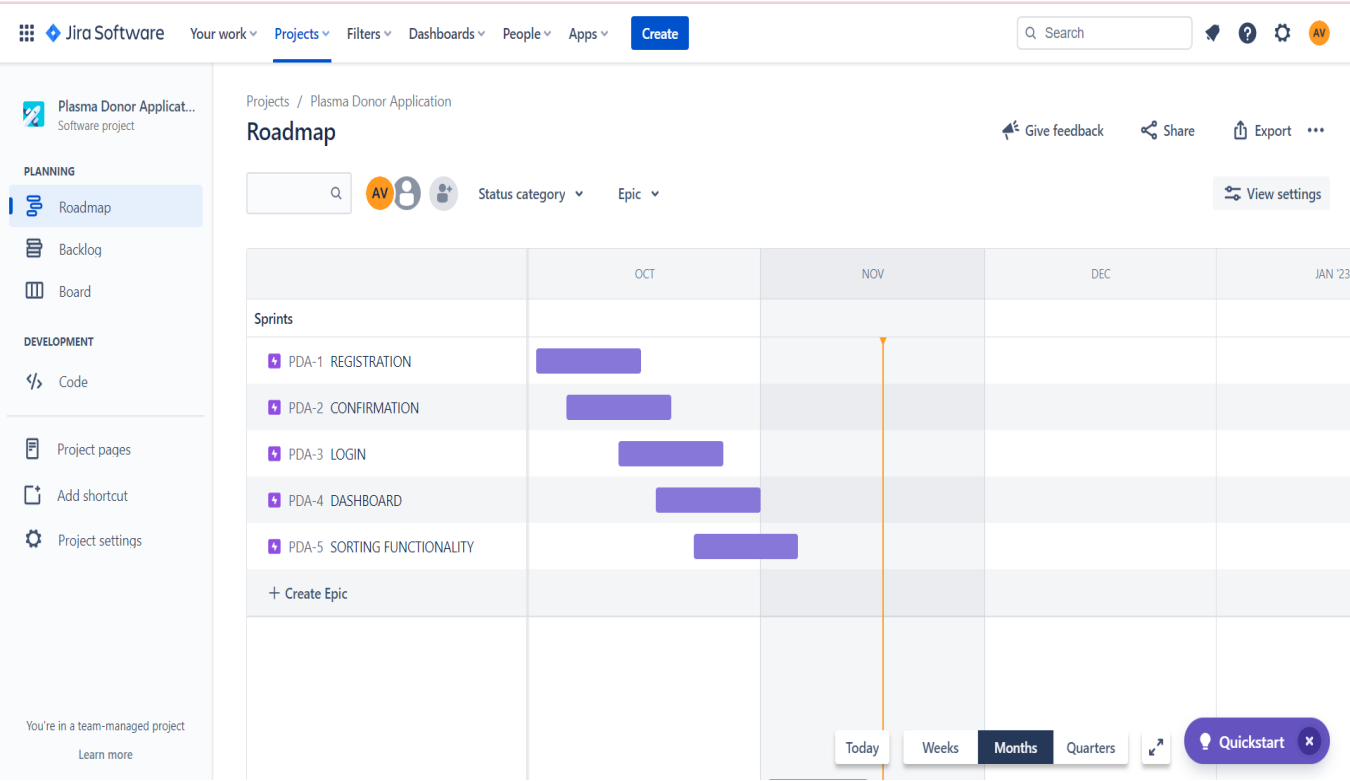 Jira Software Your work Projects Filters Dashboards People Apps Create Search AV
Plasma Donor Applicat...
Software project
PLANNING
Roadmap
Backlog
Board
DEVELOPMENT
Code
Project pages
Add shortcut
Project settings
You're in a team-managed project
Learn more
Projects / Plasma Donor Application
Roadmap
Give feedback Share Export
AV Status category Epic View settings
OCT NOV DEC JAN '23
Sprints
PDA-1 REGISTRATION
PDA-2 CONFIRMATION
PDA-3 LOGIN
PDA-4 DASHBOARD
PDA-5 SORTING FUNCTIONALITY
+ Create Epic
Today Weeks Months Quarters Quickstart